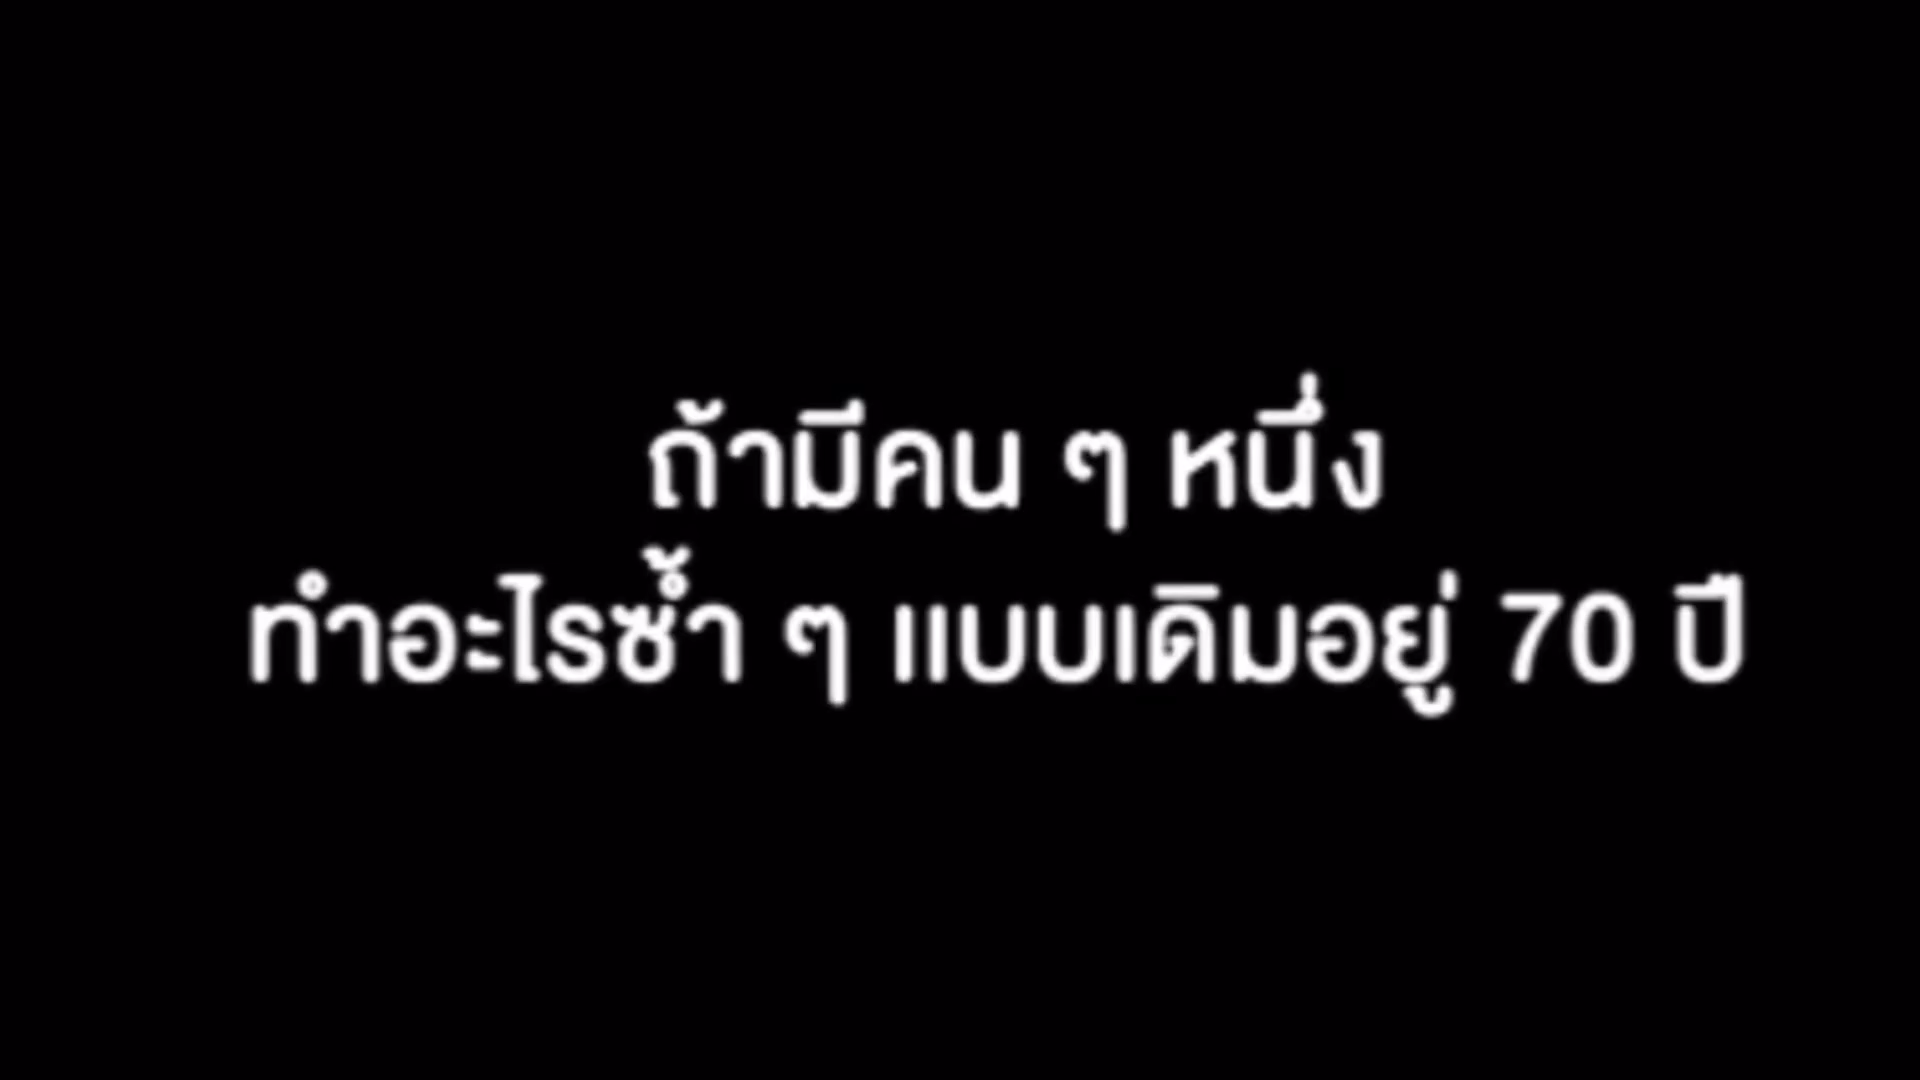 ถ้ามีคน ๆ หนึ่ง
ทำอะไรซ้ำ ๆ แบบเดิมอยู่ 70 ปี